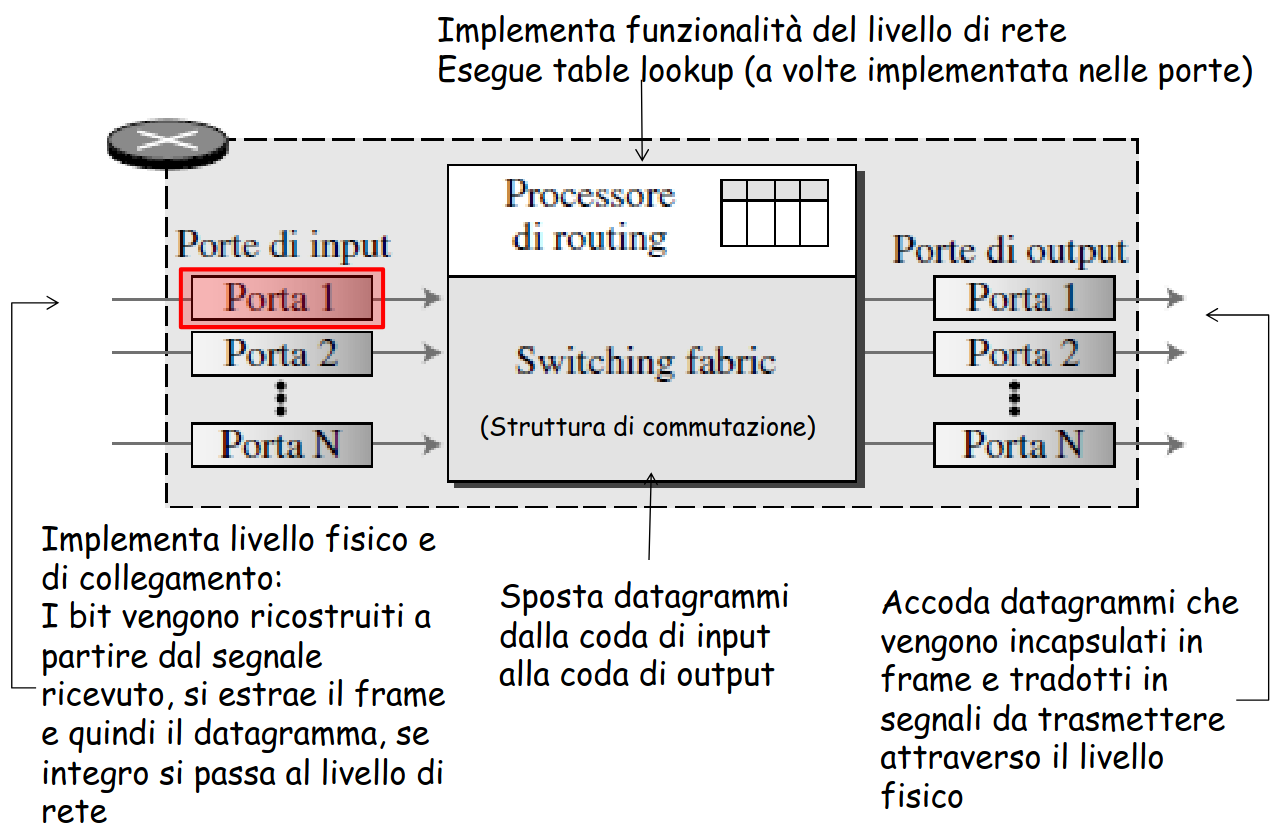 Implementa funzionalità del livello di rete
Esegue table lookup (a volte implementata nelle porte)
Processore
di routing
Porte di input
Porte di output
Porta 1
Porta 1
Porta 2
Porta 2
Switching fabric
(Struttura di commutazione)
Porta N
Porta N
Implementa livello fisico e
di collegamento:
I bit vengono ricostruiti a
partire dal segnale
ricevuto, si estrae il frame
e quindi il datagramma, se
integro si passa al livello di
rete
Sposta datagrammi
dalla coda di input
alla coda di output
Accoda datagrammi che
vengono incapsulati in
frame e tradotti in
segnali da trasmettere
attraverso il livello
fisico